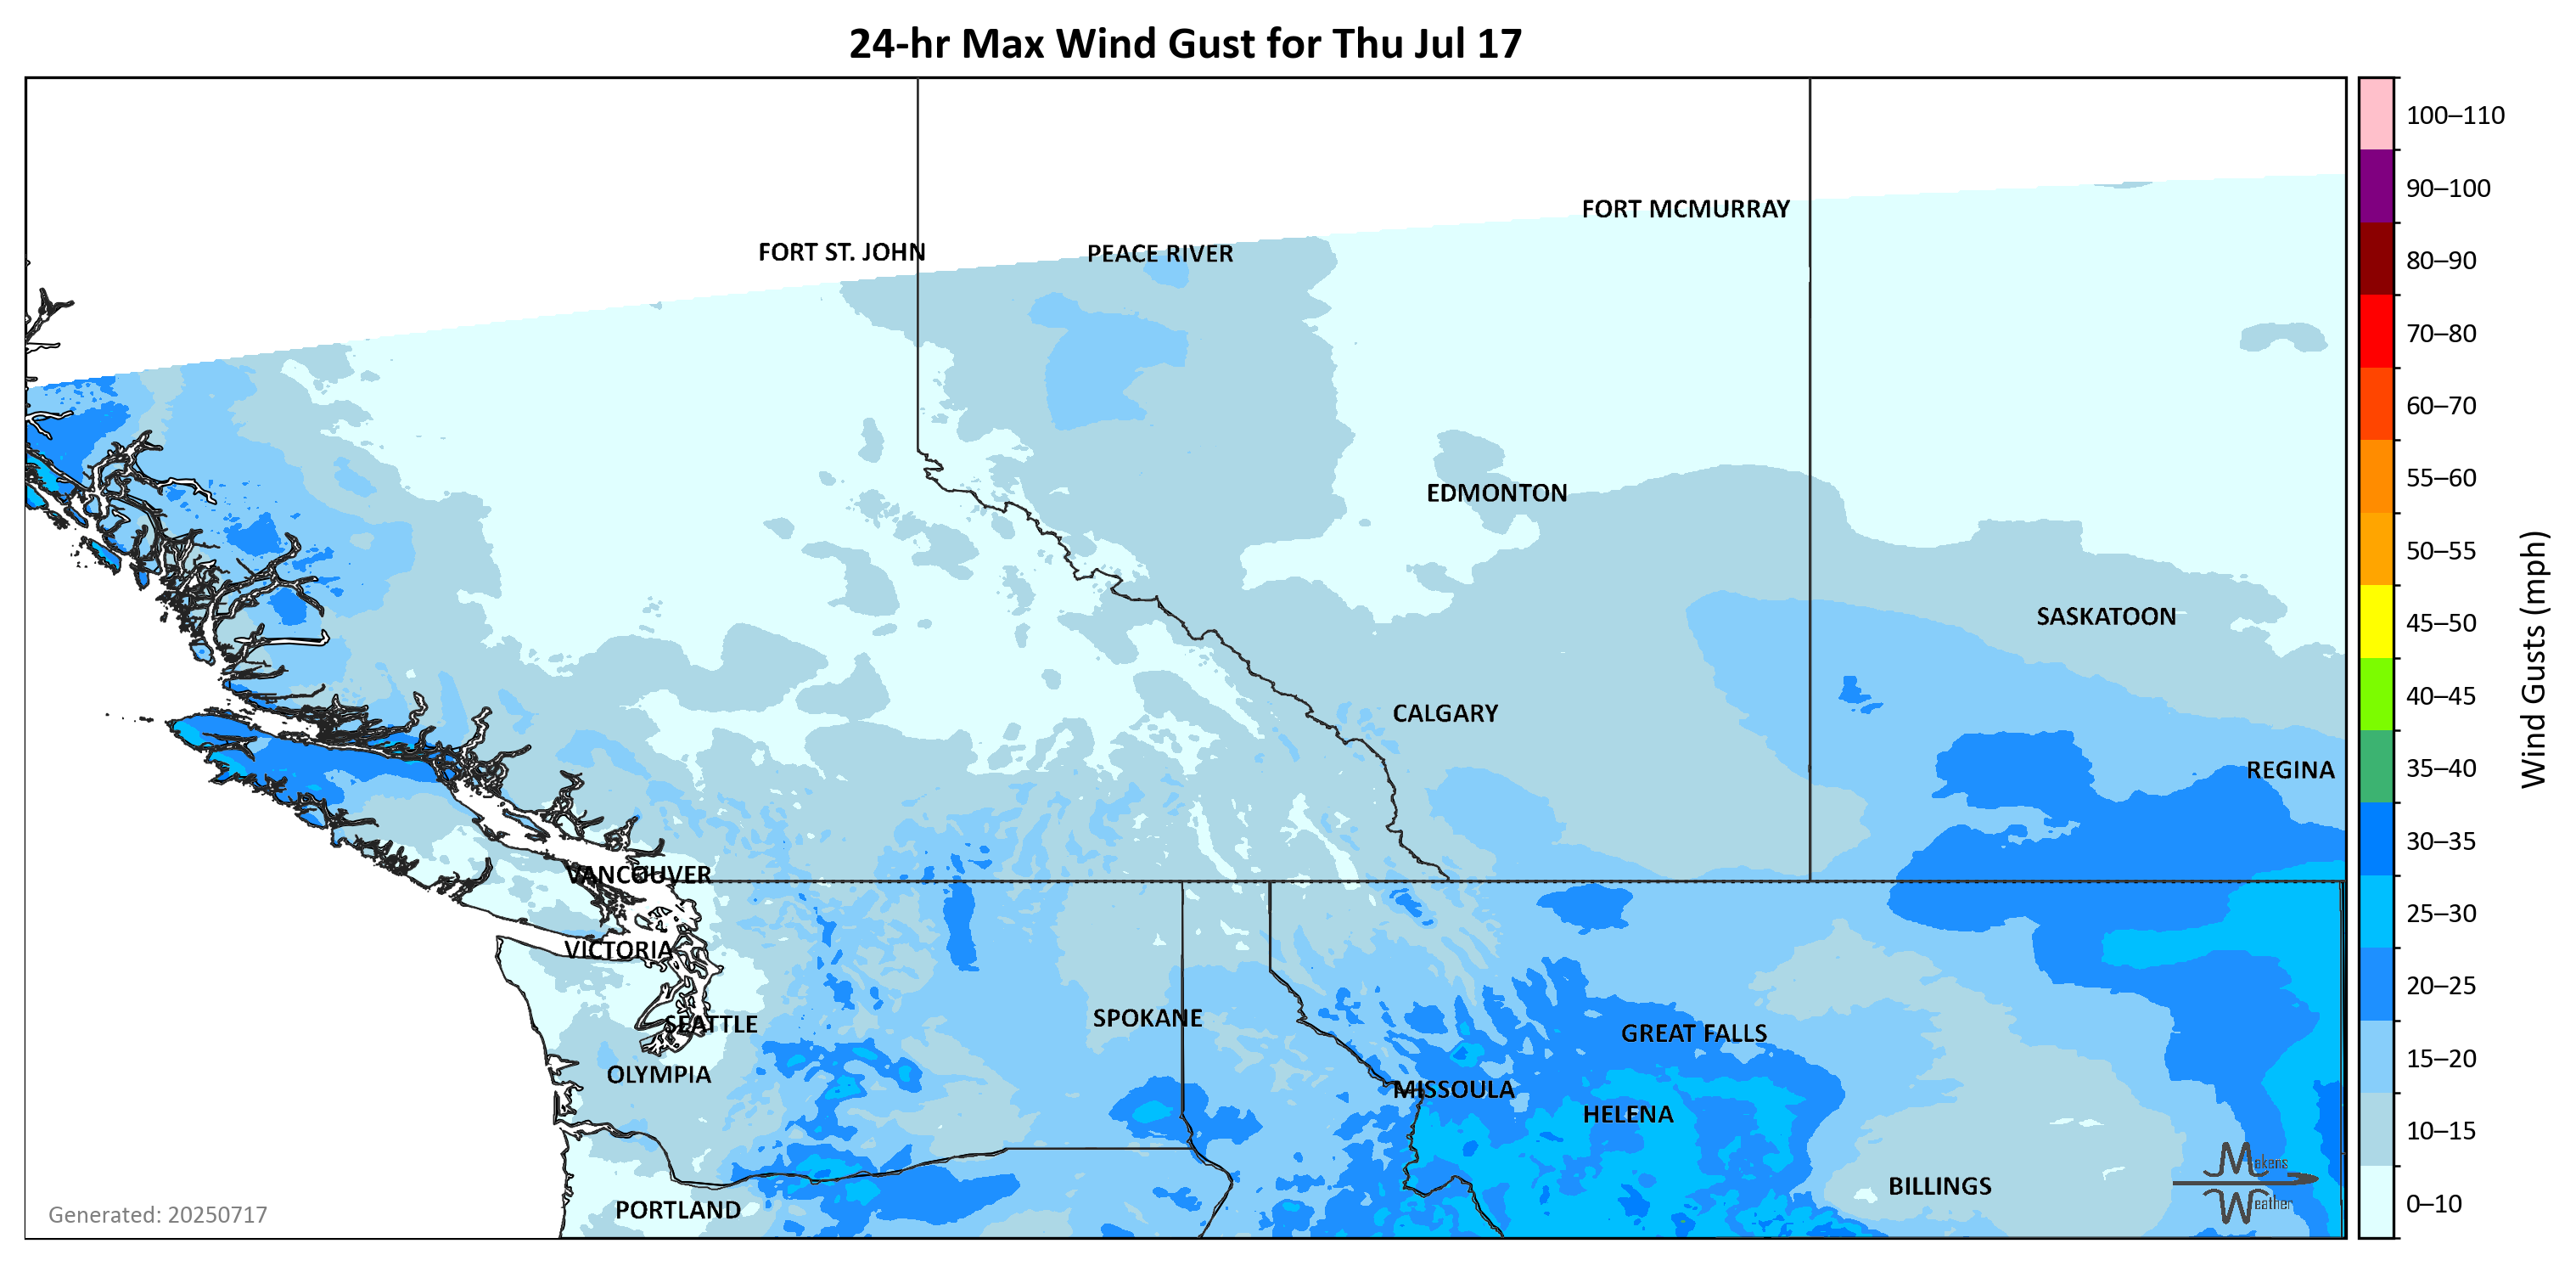 24-hr Max Wind Gust for Thu Jul 17
100–110
90–100
80–90
70–80
60–70
55–60
50–55
45–50
40–45
35–40
30–35
25–30
20–25
15–20
10–15
0–10
Wind Gusts (mph)
FORT MCMURRAY
FORT ST. JOHN
PEACE RIVER
EDMONTON
SASKATOON
CALGARY
REGINA
VANCOUVER
VICTORIA
SPOKANE
SEATTLE
GREAT FALLS
OLYMPIA
MISSOULA
HELENA
BILLINGS
PORTLAND
Makens
Weather
Generated: 20250717